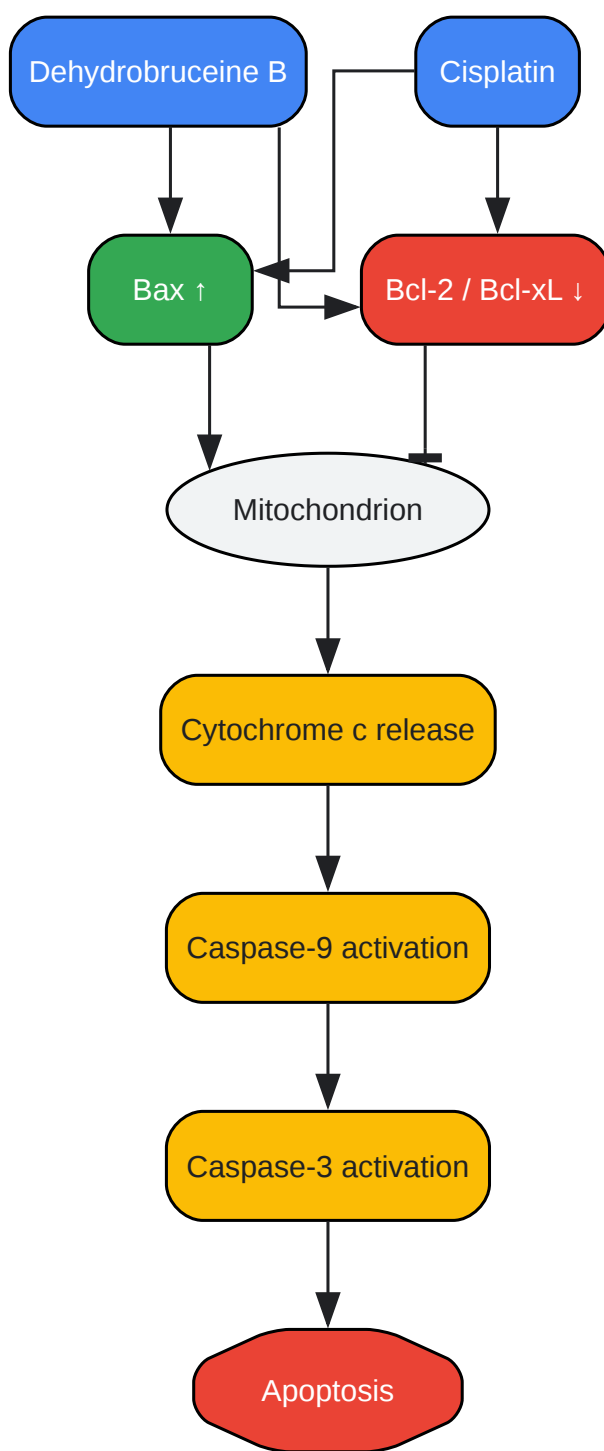 Dehydrobruceine B
Cisplatin
Bax ↑
Bcl-2 / Bcl-xL ↓
Mitochondrion
Cytochrome c release
Caspase-9 activation
Caspase-3 activation
Apoptosis